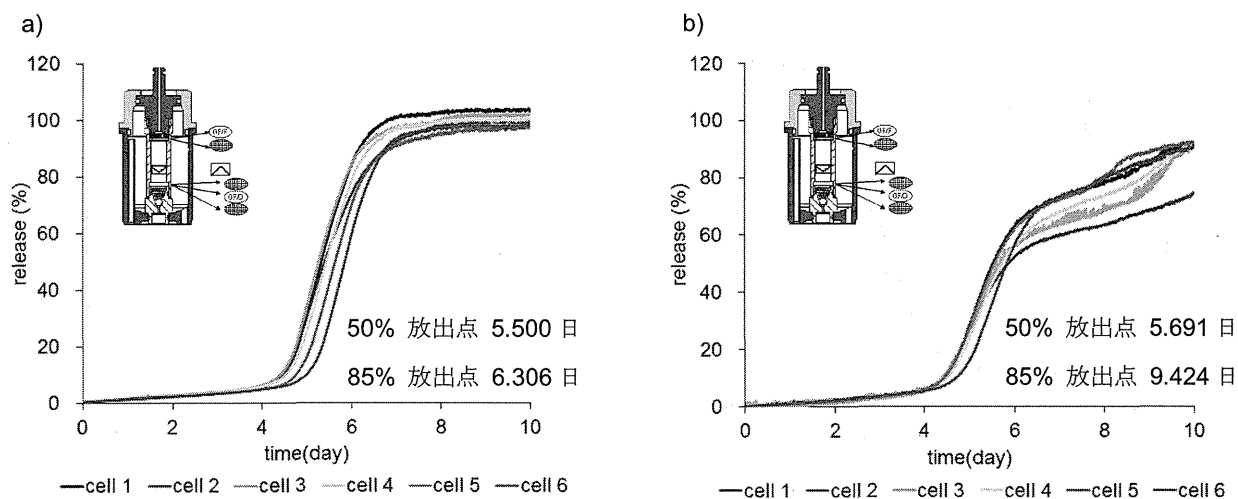 a)
120
100
80
60
40
20
0
release (%)
GF/F
GF/D
50% 放出点 5.500 日
85% 放出点 6.306 日
0 2 4 6 8 10
time(day)
cell 1 cell 2 cell 3 cell 4 cell 5 cell 6
b)
120
100
80
60
40
20
0
release (%)
GF/F
GF/D
50% 放出点 5.691 日
85% 放出点 9.424 日
0 2 4 6 8 10
time(day)
cell 1 cell 2 cell 3 cell 4 cell 5 cell 6